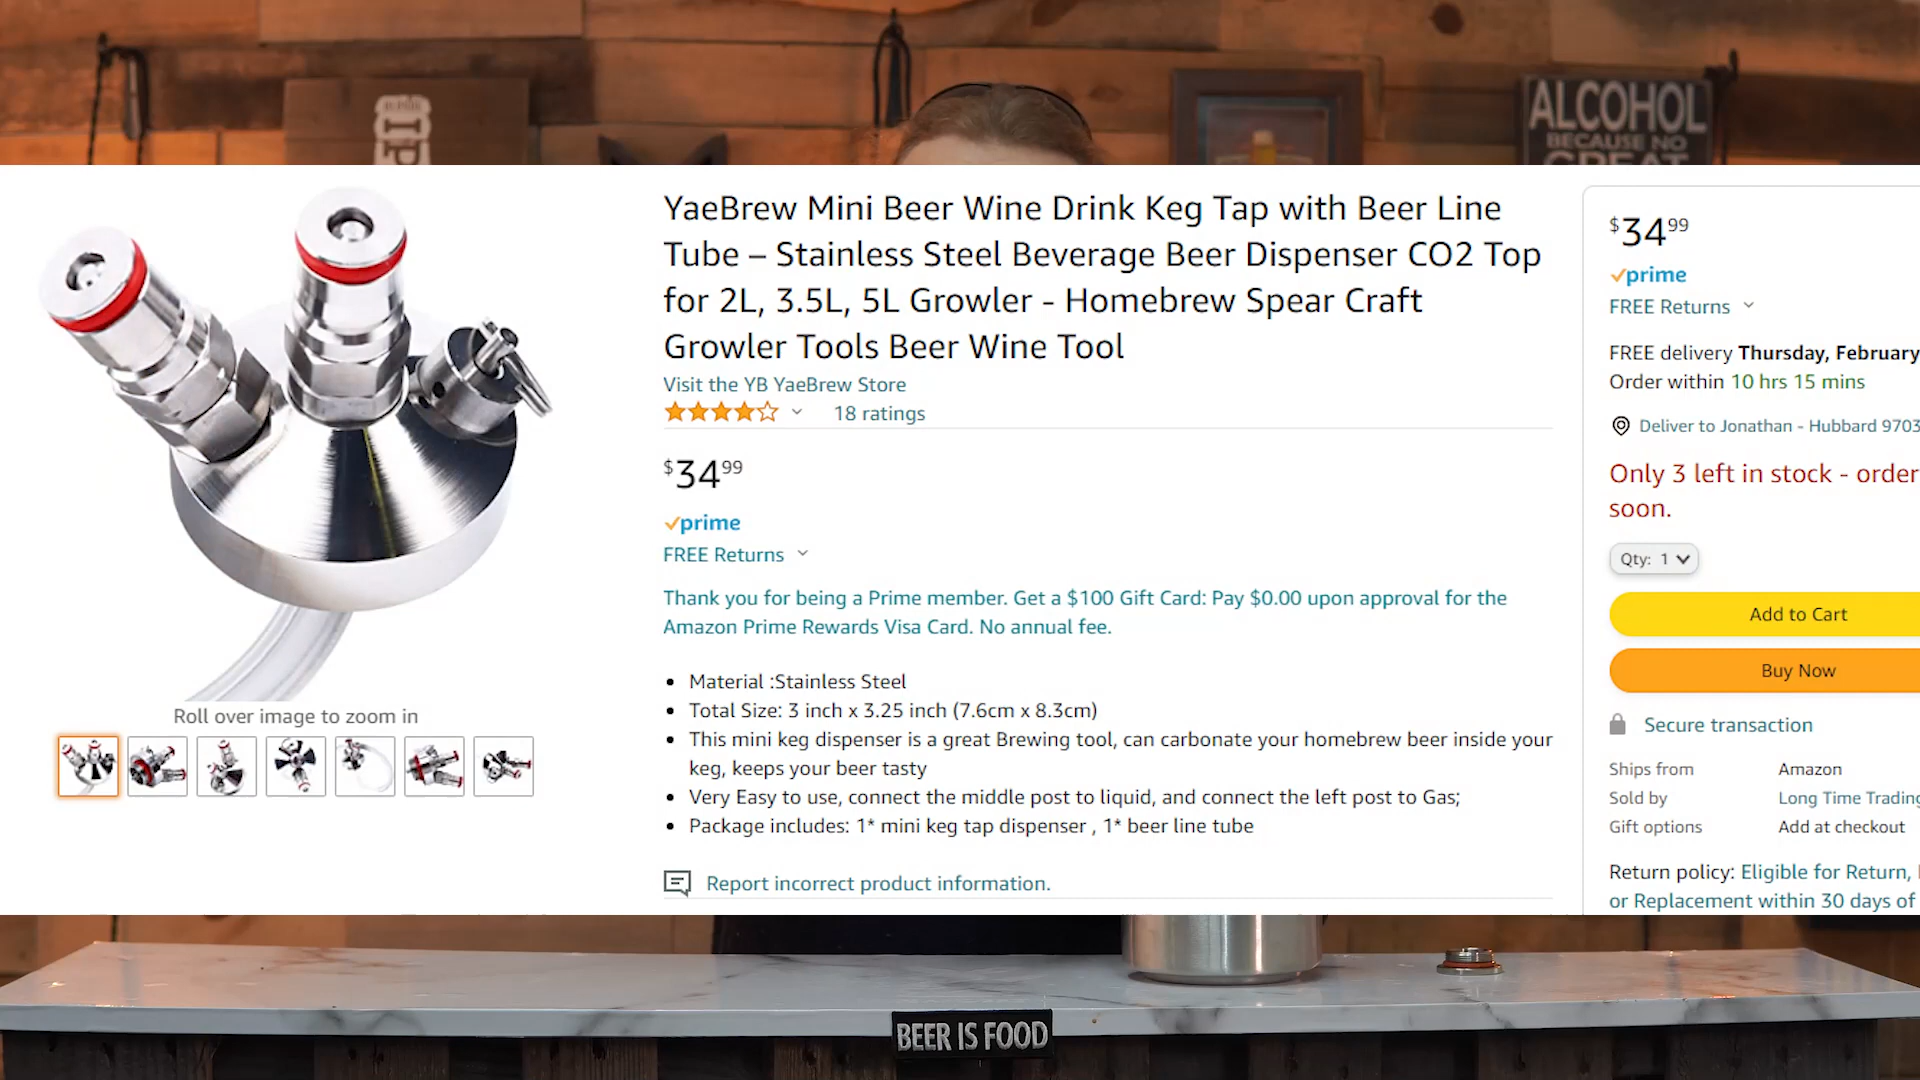 ALCOHOL
BECAUSE NO
GREAT
YaeBrew Mini Beer Wine Drink Keg Tap with Beer Line
Tube – Stainless Steel Beverage Beer Dispenser CO2 Top
for 2L, 3.5L, 5L Growler - Homebrew Spear Craft
Growler Tools Beer Wine Tool
Visit the YB YaeBrew Store
18 ratings
$34.99
prime
FREE Returns
Thank you for being a Prime member. Get a $100 Gift Card: Pay $0.00 upon approval for the
Amazon Prime Rewards Visa Card. No annual fee.
• Material :Stainless Steel
• Total Size: 3 inch x 3.25 inch (7.6cm x 8.3cm)
• This mini keg dispenser is a great Brewing tool, can carbonate your homebrew beer inside your
keg, keeps your beer tasty
• Very Easy to use, connect the middle post to liquid, and connect the left post to Gas;
• Package includes: 1* mini keg tap dispenser , 1* beer line tube
Report incorrect product information.
Roll over image to zoom in
$34.99
prime
FREE Returns
FREE delivery Thursday, February
Order within 10 hrs 15 mins
Deliver to Jonathan - Hubbard 9703
Only 3 left in stock - order
soon.
Qty: 1
Add to Cart
Buy Now
Secure transaction
Ships from Amazon
Sold by Long Time Trading
Gift options Add at checkout
Return policy: Eligible for Return,
or Replacement within 30 days of
BEER IS FOOD